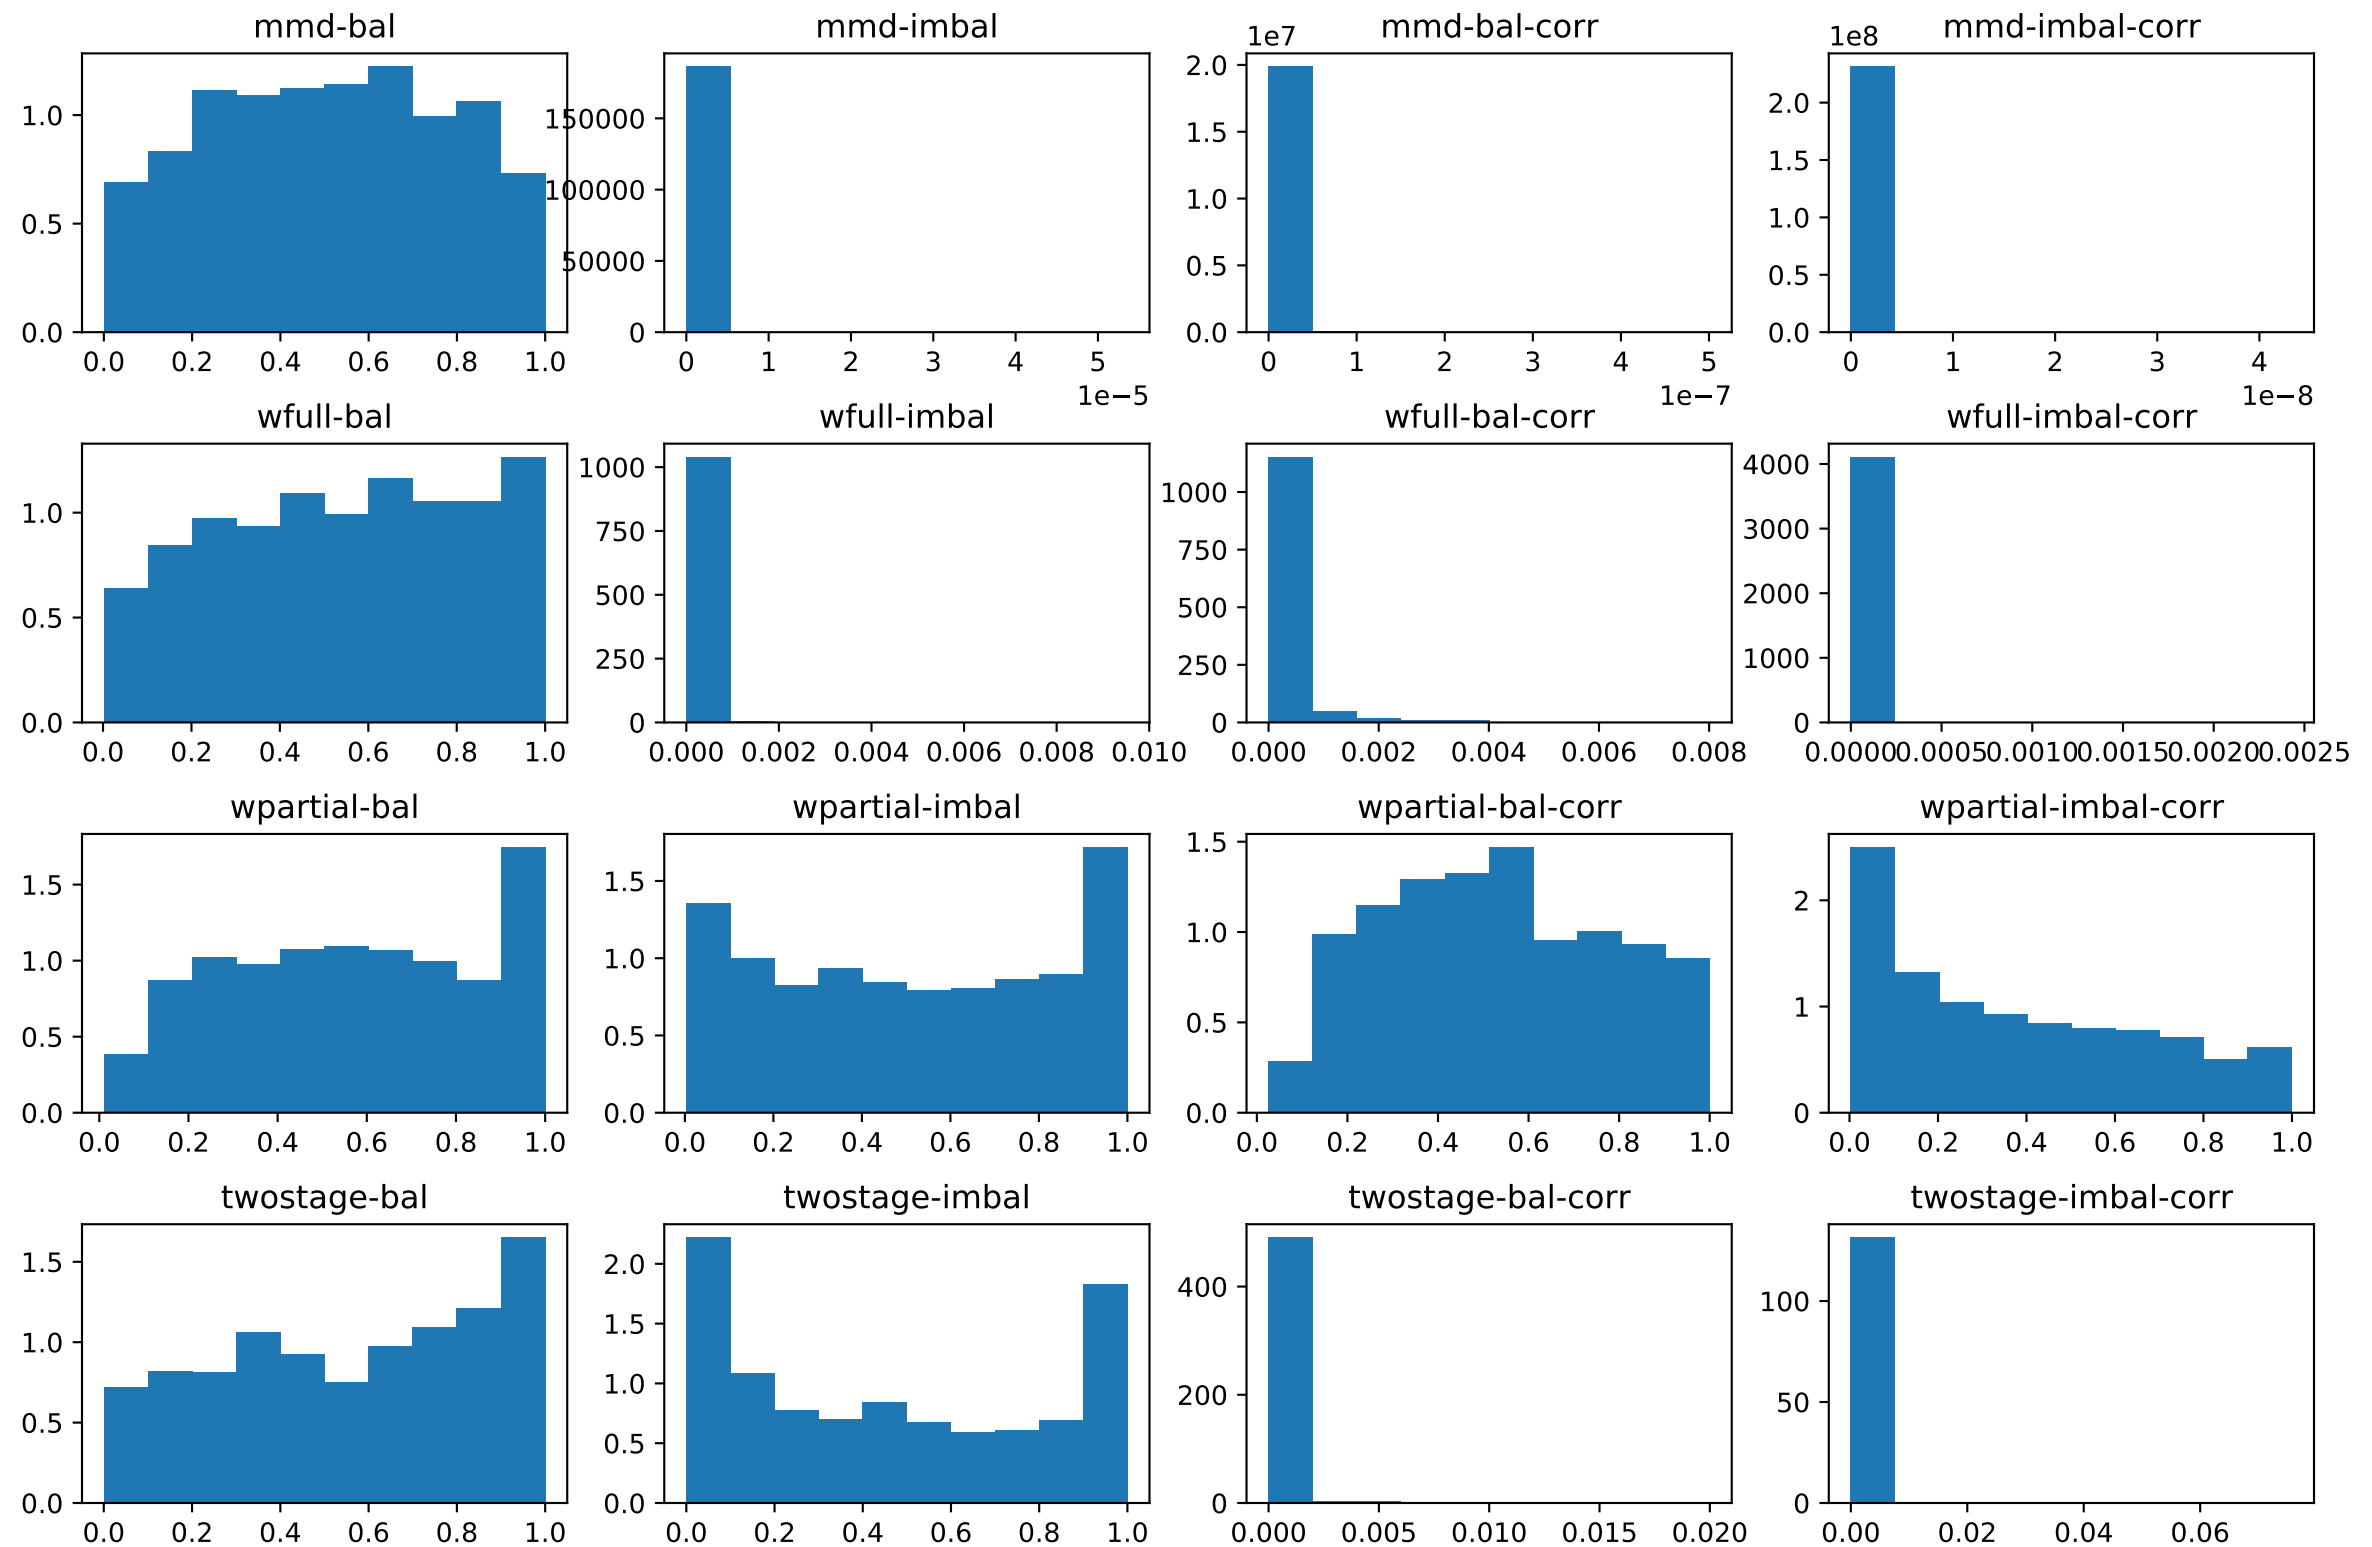 mmd-bal
0.0
0.5
1.0
0.0 0.2 0.4 0.6 0.8 1.0
mmd-imbal
0
50000
100000
150000
0 1 2 3 4 5
1e−5
mmd-bal-corr
1e7
0.0
0.5
1.0
1.5
2.0
0 1 2 3 4 5
1e−7
mmd-imbal-corr
1e8
0.0
0.5
1.0
1.5
2.0
0 1 2 3 4
1e−8
wfull-bal
0.0
0.5
1.0
0.0 0.2 0.4 0.6 0.8 1.0
wfull-imbal
0
250
500
750
1000
0.000 0.002 0.004 0.006 0.008 0.010
wfull-bal-corr
0
250
500
750
1000
0.000 0.002 0.004 0.006 0.008
wfull-imbal-corr
0
1000
2000
3000
4000
0.0000 0.0005 0.0010 0.0015 0.0020 0.0025
wpartial-bal
0.0
0.5
1.0
1.5
0.0 0.2 0.4 0.6 0.8 1.0
wpartial-imbal
0.0
0.5
1.0
1.5
0.0 0.2 0.4 0.6 0.8 1.0
wpartial-bal-corr
0.0
0.5
1.0
1.5
0.0 0.2 0.4 0.6 0.8 1.0
wpartial-imbal-corr
0
1
2
0.0 0.2 0.4 0.6 0.8 1.0
twostage-bal
0.0
0.5
1.0
1.5
0.0 0.2 0.4 0.6 0.8 1.0
twostage-imbal
0.0
0.5
1.0
1.5
2.0
0.0 0.2 0.4 0.6 0.8 1.0
twostage-bal-corr
0
200
400
0.000 0.005 0.010 0.015 0.020
twostage-imbal-corr
0
50
100
0.00 0.02 0.04 0.06